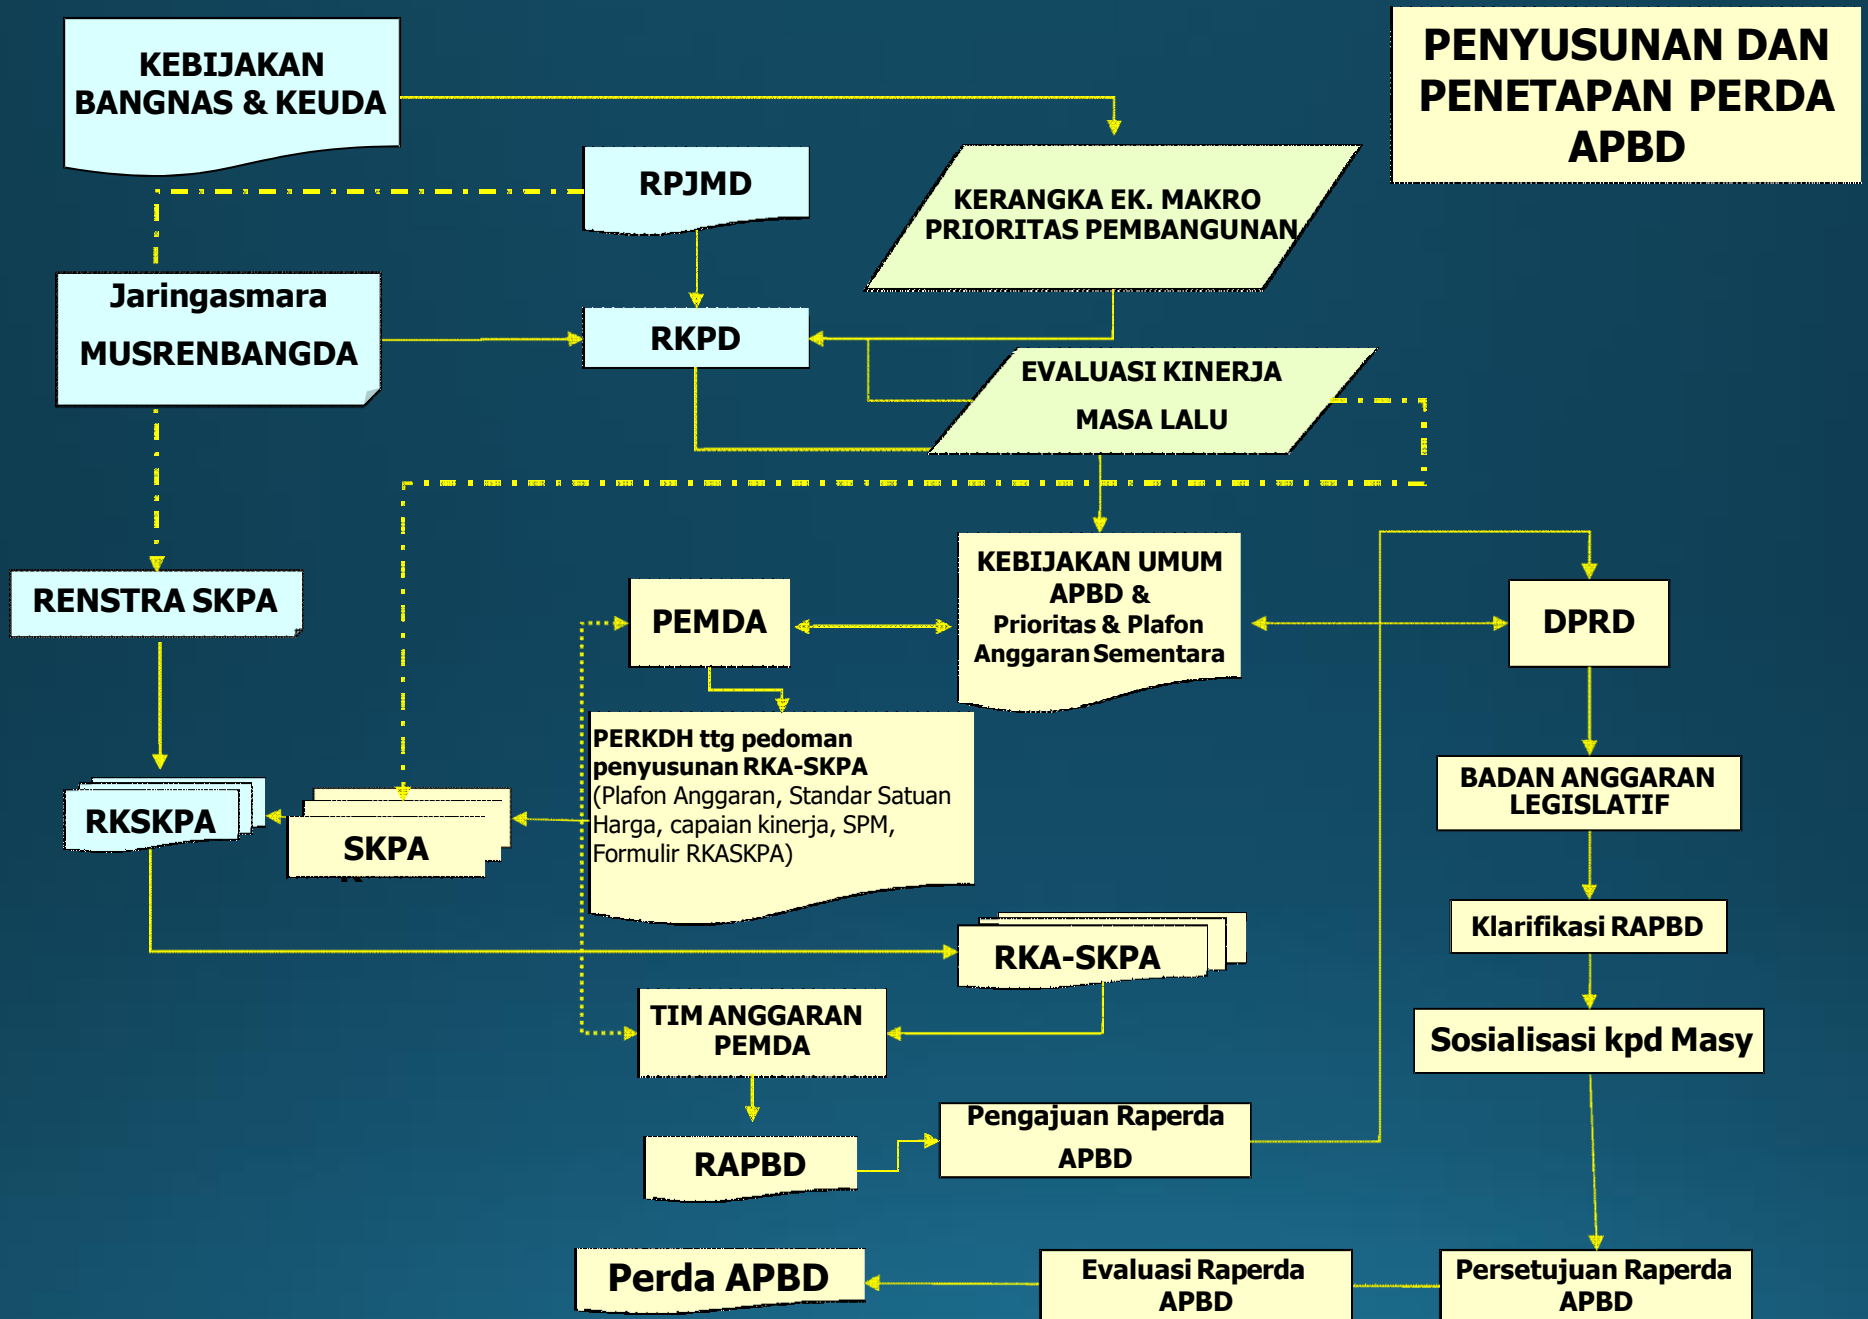 KEBIJAKAN
BANGNAS & KEUDA
PENYUSUNAN DAN
PENETAPAN PERDA
APBD
RPJMD
KERANGKA EK. MAKRO
PRIORITAS PEMBANGUNAN
Jaringasmara
MUSRENBANGDA
RKPD
EVALUASI KINERJA
MASA LALU
RENSTRA SKPA
PEMDA
KEBIJAKAN UMUM
APBD &
Prioritas & Plafon
Anggaran Sementara
DPRD
PERKDH ttg pedoman
penyusunan RKA-SKPA
(Plafon Anggaran, Standar Satuan
Harga, capaian kinerja, SPM,
Formulir RKASKPA)
RKSKPA
SKPA
BADAN ANGGARAN
LEGISLATIF
Klarifikasi RAPBD
RKA-SKPA
TIM ANGGARAN
PEMDA
Sosialisasi kpd Masy
RAPBD
Pengajuan Raperda
APBD
Perda APBD
Evaluasi Raperda
APBD
Persetujuan Raperda
APBD